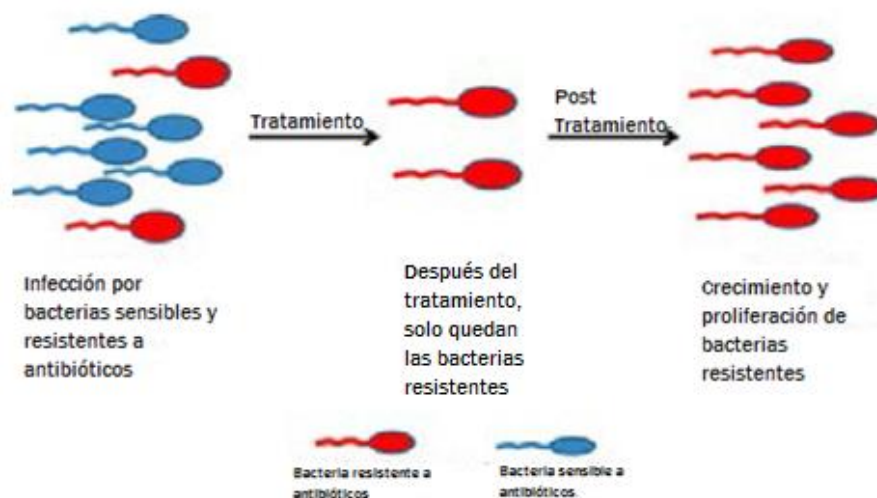 Tratamiento
Post
Tratamiento
Infección por
bacterias sensibles y
resistentes a
antibióticos
Después del
tratamiento,
solo quedan
las bacterias
resistentes
Crecimiento y
proliferación de
bacterias
resistentes
Bacteria resistente a
antibióticos
Bacteria sensible a
antibióticos